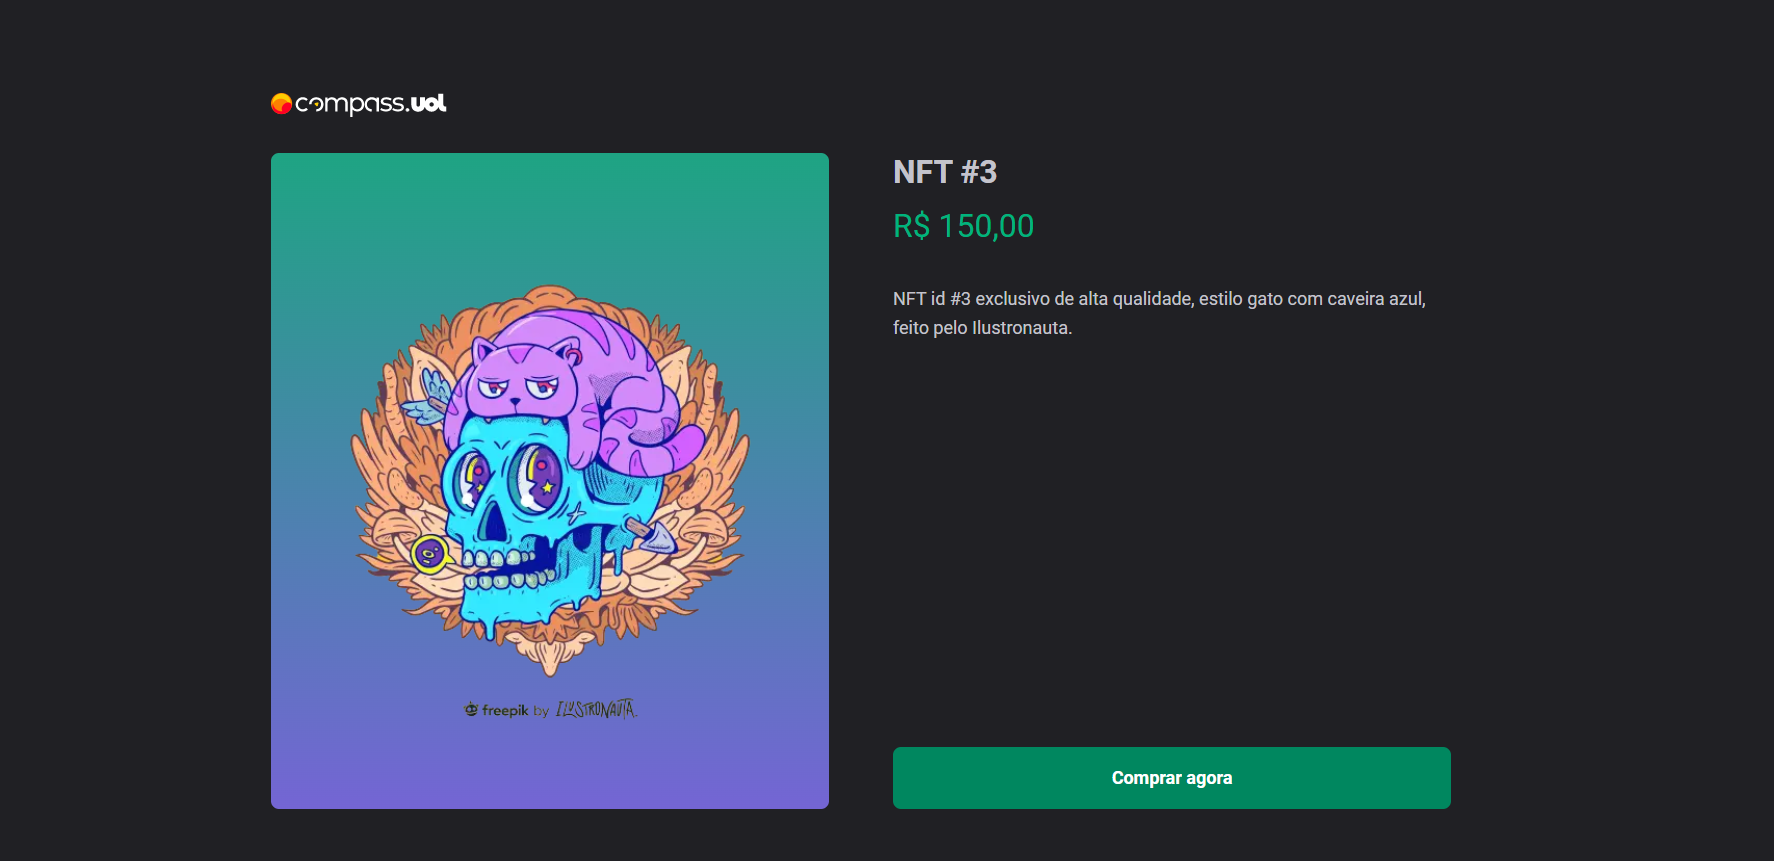 compass.uol
NFT #3
R$ 150,00
NFT id #3 exclusivo de alta qualidade, estilo gato com caveira azul,
feito pelo Ilustronauta.
freepik by ILUSTRONAUTA
Comprar agora